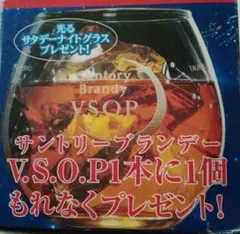 光る
サタデーナイトグラス
プレゼント!
Suntory
Brandy
VSOP
サントリーブランデー
V.S.O.P1本に1個
もれなくプレゼント!